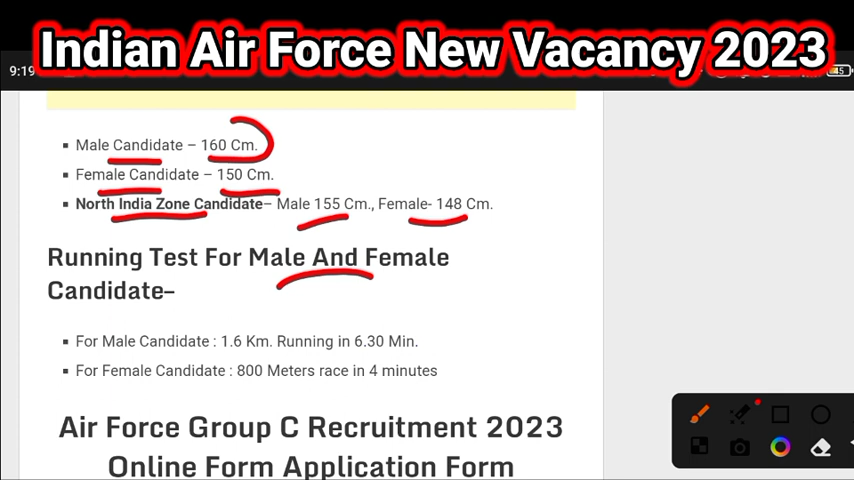 Indian Air Force New Vacancy 2023
9:19
Male Candidate – 160 Cm.
Female Candidate – 150 Cm.
North India Zone Candidate– Male 155 Cm., Female- 148 Cm.
Running Test For Male And Female
Candidate–
For Male Candidate : 1.6 Km. Running in 6.30 Min.
For Female Candidate : 800 Meters race in 4 minutes
Air Force Group C Recruitment 2023
Online Form Application Form